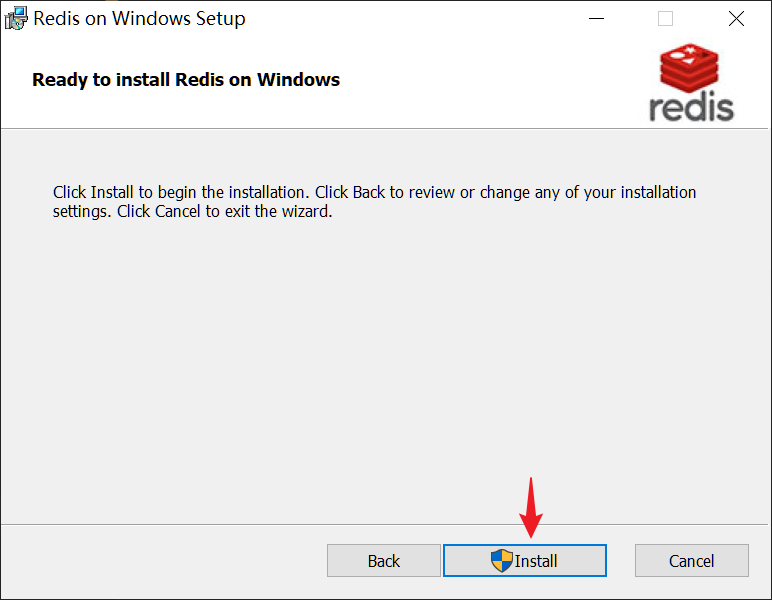 Redis on Windows Setup
Ready to install Redis on Windows
redis
Click Install to begin the installation. Click Back to review or change any of your installation
settings. Click Cancel to exit the wizard.
Back
Install
Cancel